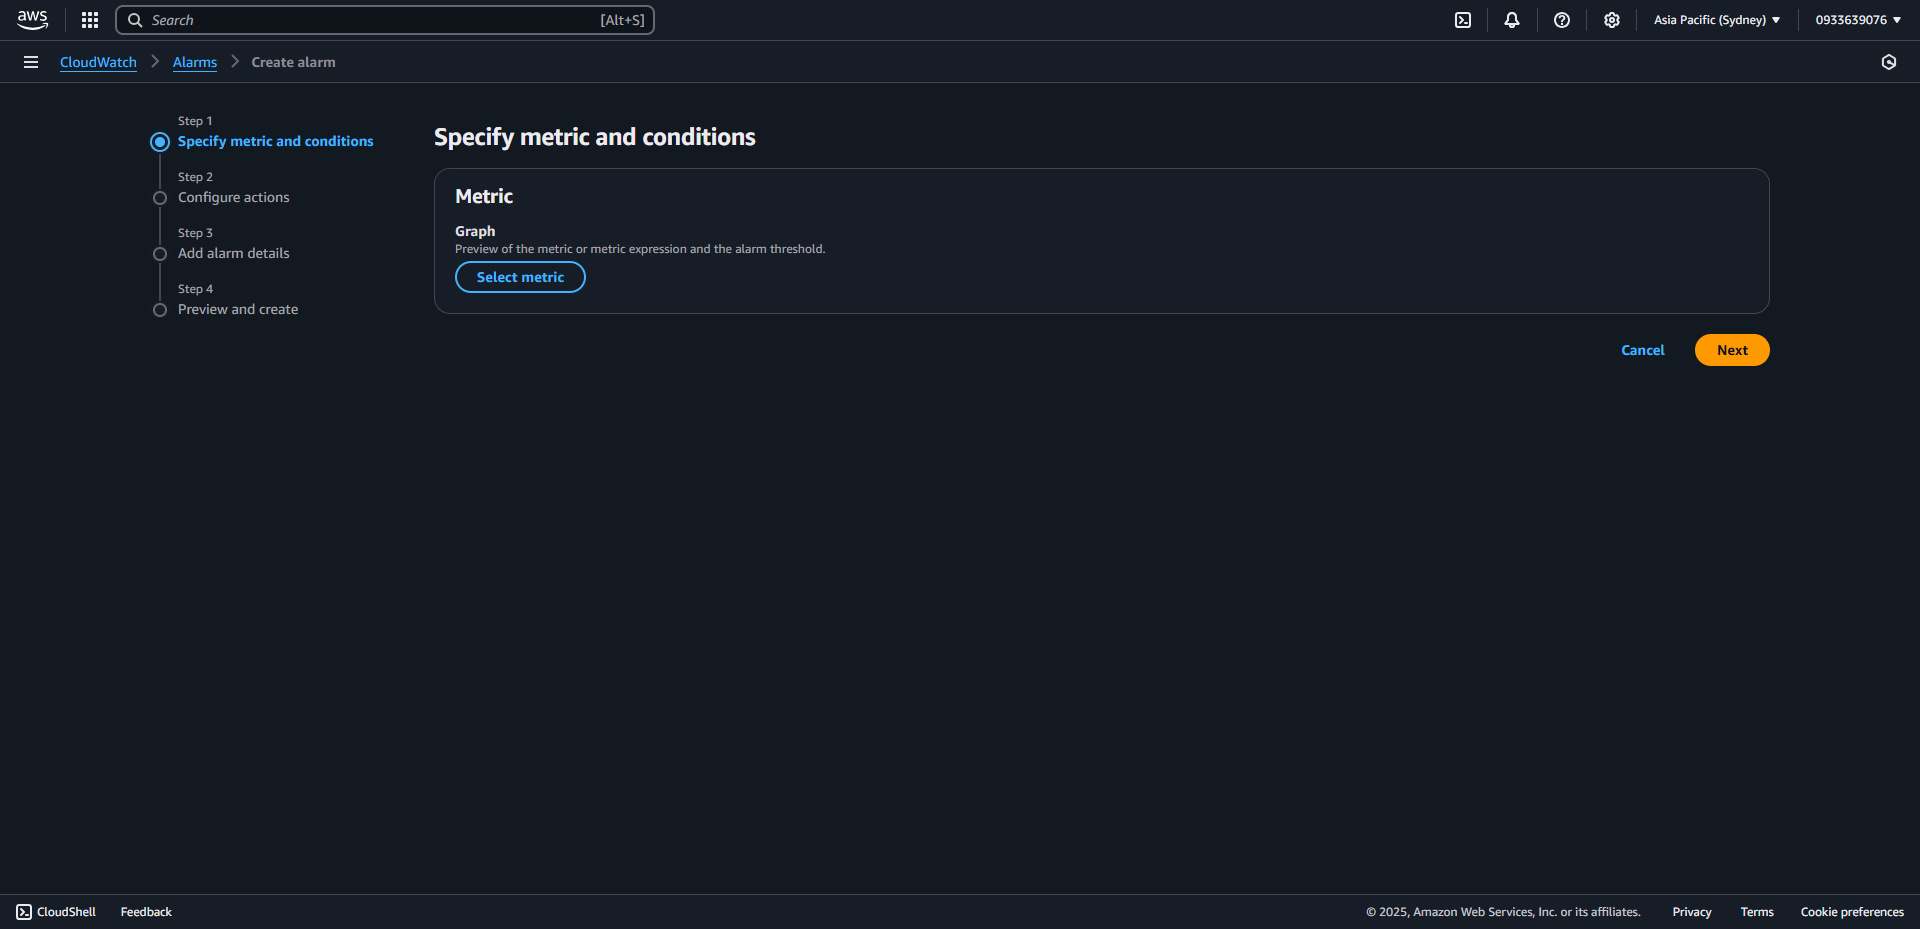 aws
Search [Alt+S]
Asia Pacific (Sydney)
0933639076
CloudWatch
Alarms
Create alarm
Step 1
Specify metric and conditions
Step 2
Configure actions
Step 3
Add alarm details
Step 4
Preview and create
Specify metric and conditions
Metric
Graph
Preview of the metric or metric expression and the alarm threshold.
Select metric
Cancel
Next
CloudShell
Feedback
© 2025, Amazon Web Services, Inc. or its affiliates.
Privacy
Terms
Cookie preferences